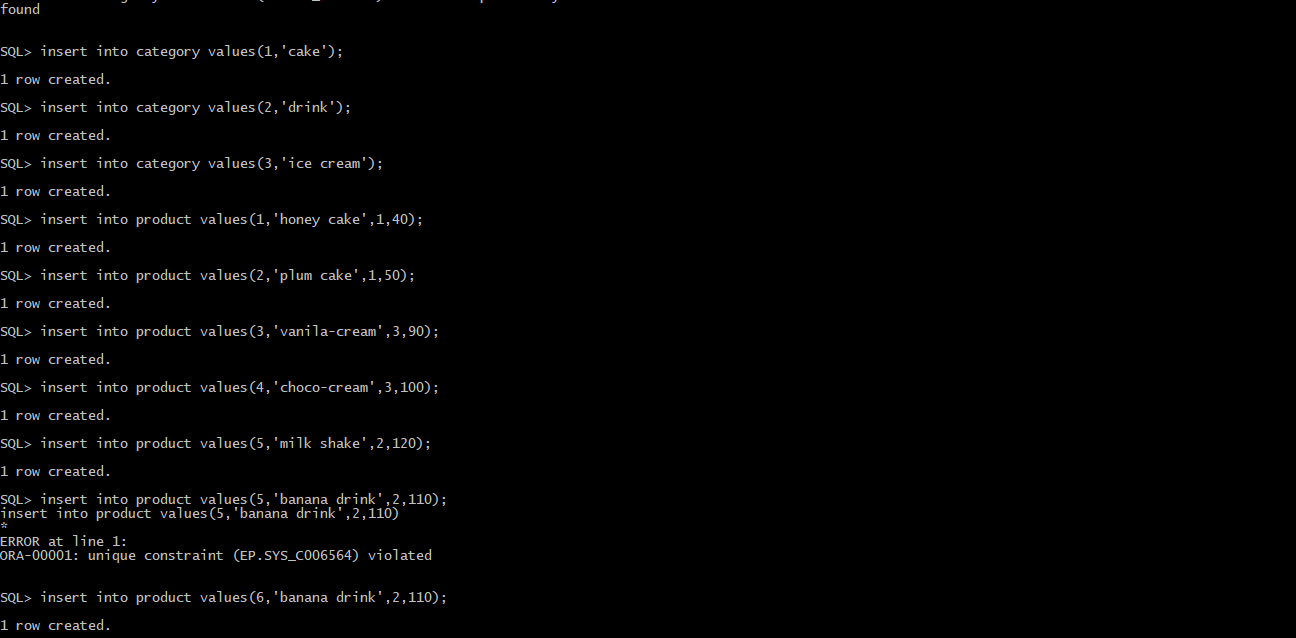 found
SQL> insert into category values(1,'cake');
1 row created.
SQL> insert into category values(2,'drink');
1 row created.
SQL> insert into category values(3,'ice cream');
1 row created.
SQL> insert into product values(1,'honey cake',1,40);
1 row created.
SQL> insert into product values(2,'plum cake',1,50);
1 row created.
SQL> insert into product values(3,'vanila-cream',3,90);
1 row created.
SQL> insert into product values(4,'choco-cream',3,100);
1 row created.
SQL> insert into product values(5,'milk shake',2,120);
1 row created.
SQL> insert into product values(5,'banana drink',2,110);
insert into product values(5,'banana drink',2,110)
*
ERROR at line 1:
ORA-00001: unique constraint (EP.SYS_C006564) violated
SQL> insert into product values(6,'banana drink',2,110);
1 row created.